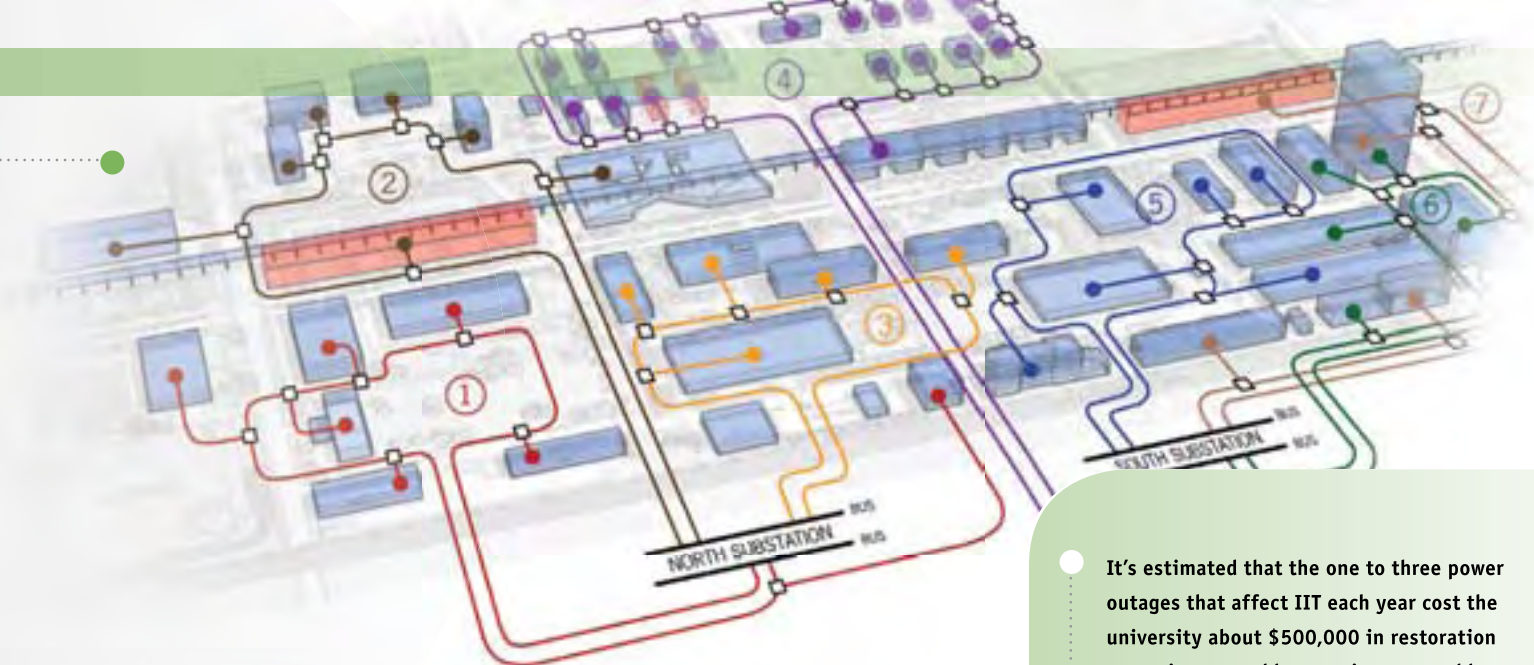 4
7
2
5
6
3
1
BUS
SOUTH SUBSTATION
BUS
BUS
NORTH SUBSTATION
BUS
It's estimated that the one to three power
outages that affect IIT each year cost the
university about $500,000 in restoration